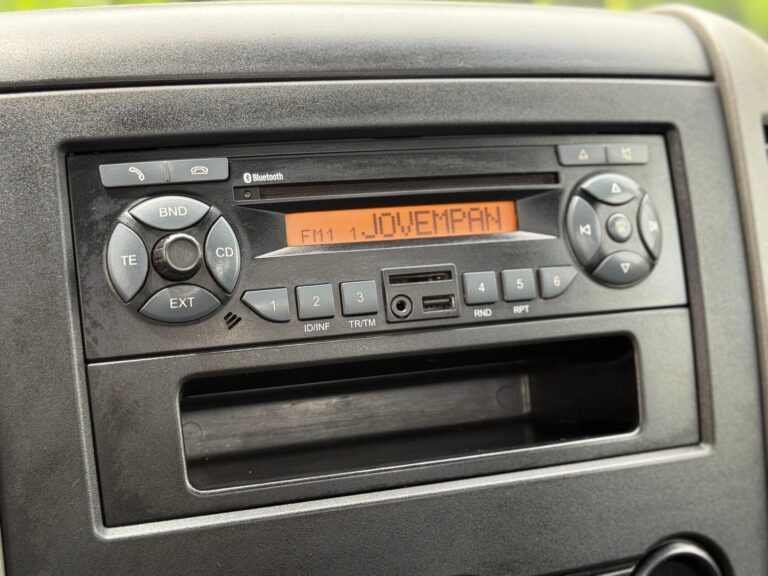 Bluetooth
BND
TE
CD
EXT
FM1 1 JOVEMPAN
1
2
3
4
5
6
ID/INF
TR/TM
RND
RPT